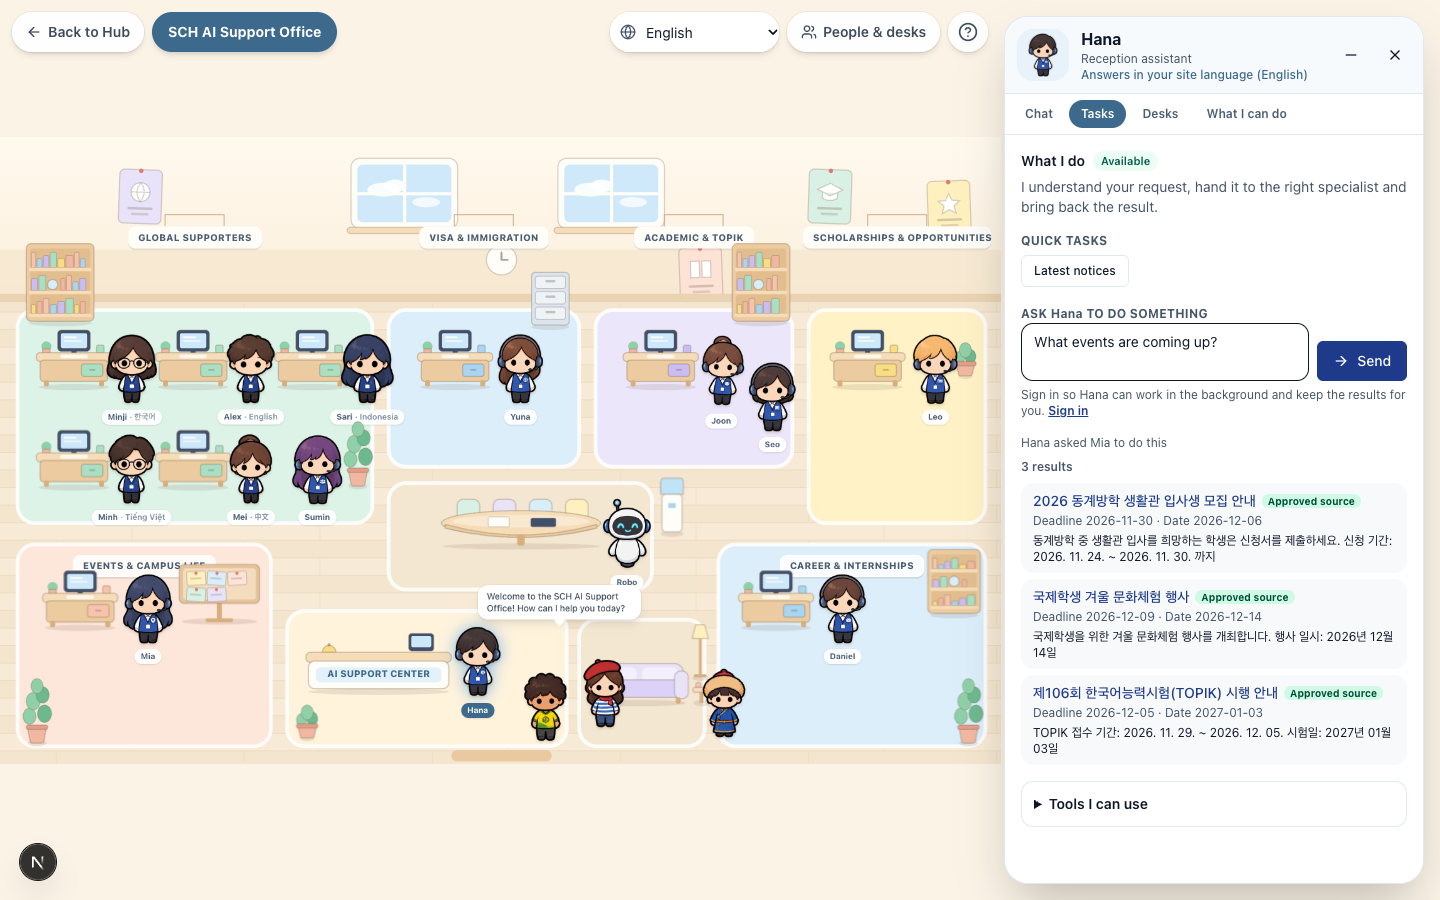 Back to Hub
SCH AI Support Office
English
People & desks
GLOBAL SUPPORTERS
VISA & IMMIGRATION
ACADEMIC & TOPIK
SCHOLARSHIPS & OPPORTUNITIES
Minji · 한국어
Alex · English
Sari · Indonesia
Yuna
Joon
Seo
Leo
Minh · Tiếng Việt
Mei · 中文
Sumin
Robo
EVENTS & CAMPUS LIFE
CAREER & INTERNSHIPS
Mia
Welcome to the SCH AI Support
Office! How can I help you today?
AI SUPPORT CENTER
Hana
Daniel
N
Hana
Reception assistant
Answers in your site language (English)
Chat
Tasks
Desks
What I can do
What I do
Available
I understand your request, hand it to the right specialist and
bring back the result.
QUICK TASKS
Latest notices
ASK Hana TO DO SOMETHING
What events are coming up?
Send
Sign in so Hana can work in the background and keep the results for
you. Sign in
Hana asked Mia to do this
3 results
2026 동계방학 생활관 입사생 모집 안내 Approved source
Deadline 2026-11-30 · Date 2026-12-06
동계방학 중 생활관 입사를 희망하는 학생은 신청서를 제출하세요. 신청 기간:
2026. 11. 24. ~ 2026. 11. 30. 까지
국제학생 겨울 문화체험 행사 Approved source
Deadline 2026-12-09 · Date 2026-12-14
국제학생을 위한 겨울 문화체험 행사를 개최합니다. 행사 일시: 2026년 12월
14일
제106회 한국어능력시험(TOPIK) 시행 안내 Approved source
Deadline 2026-12-05 · Date 2027-01-03
TOPIK 접수 기간: 2026. 11. 29. ~ 2026. 12. 05. 시험일: 2027년 01월
03일
Tools I can use